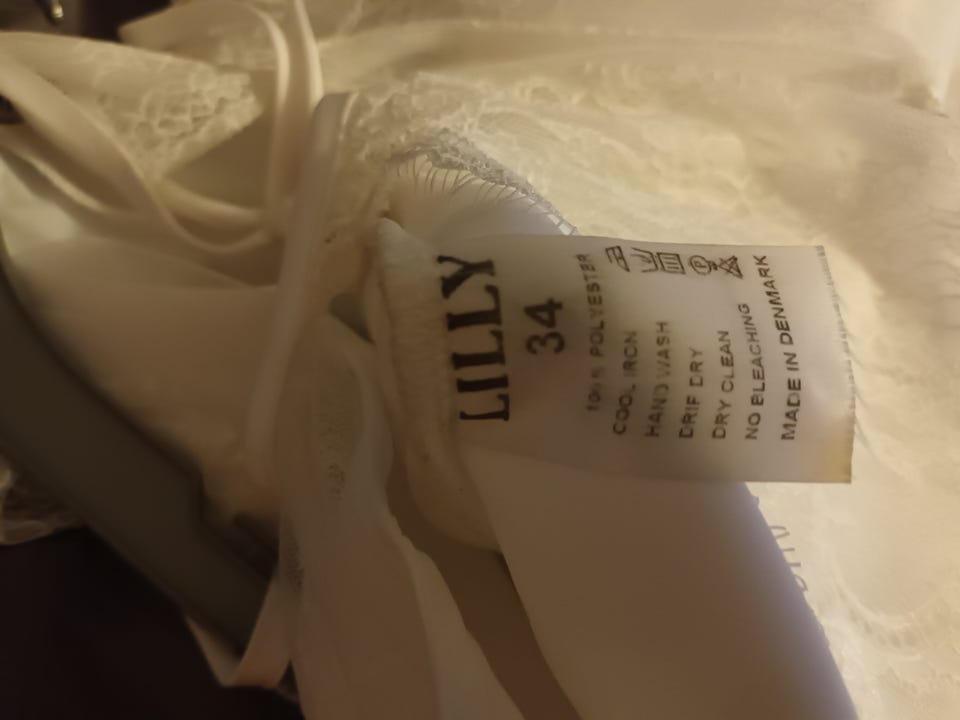 LILLY
34
100% POLYESTER
COOL IRON
HAND WASH
DRIP DRY
DRY CLEAN
NO BLEACHING
MADE IN DENMARK